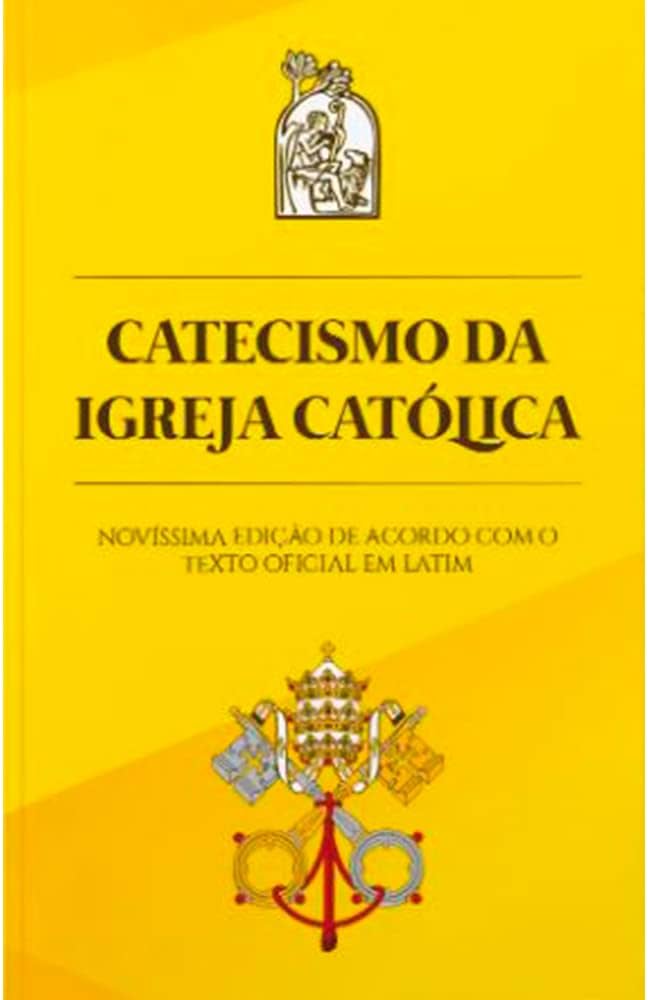 CATECISMO DA
IGREJA CATÓLICA
NOVÍSSIMA EDIÇÃO DE ACORDO COM O
TEXTO OFICIAL EM LATIM